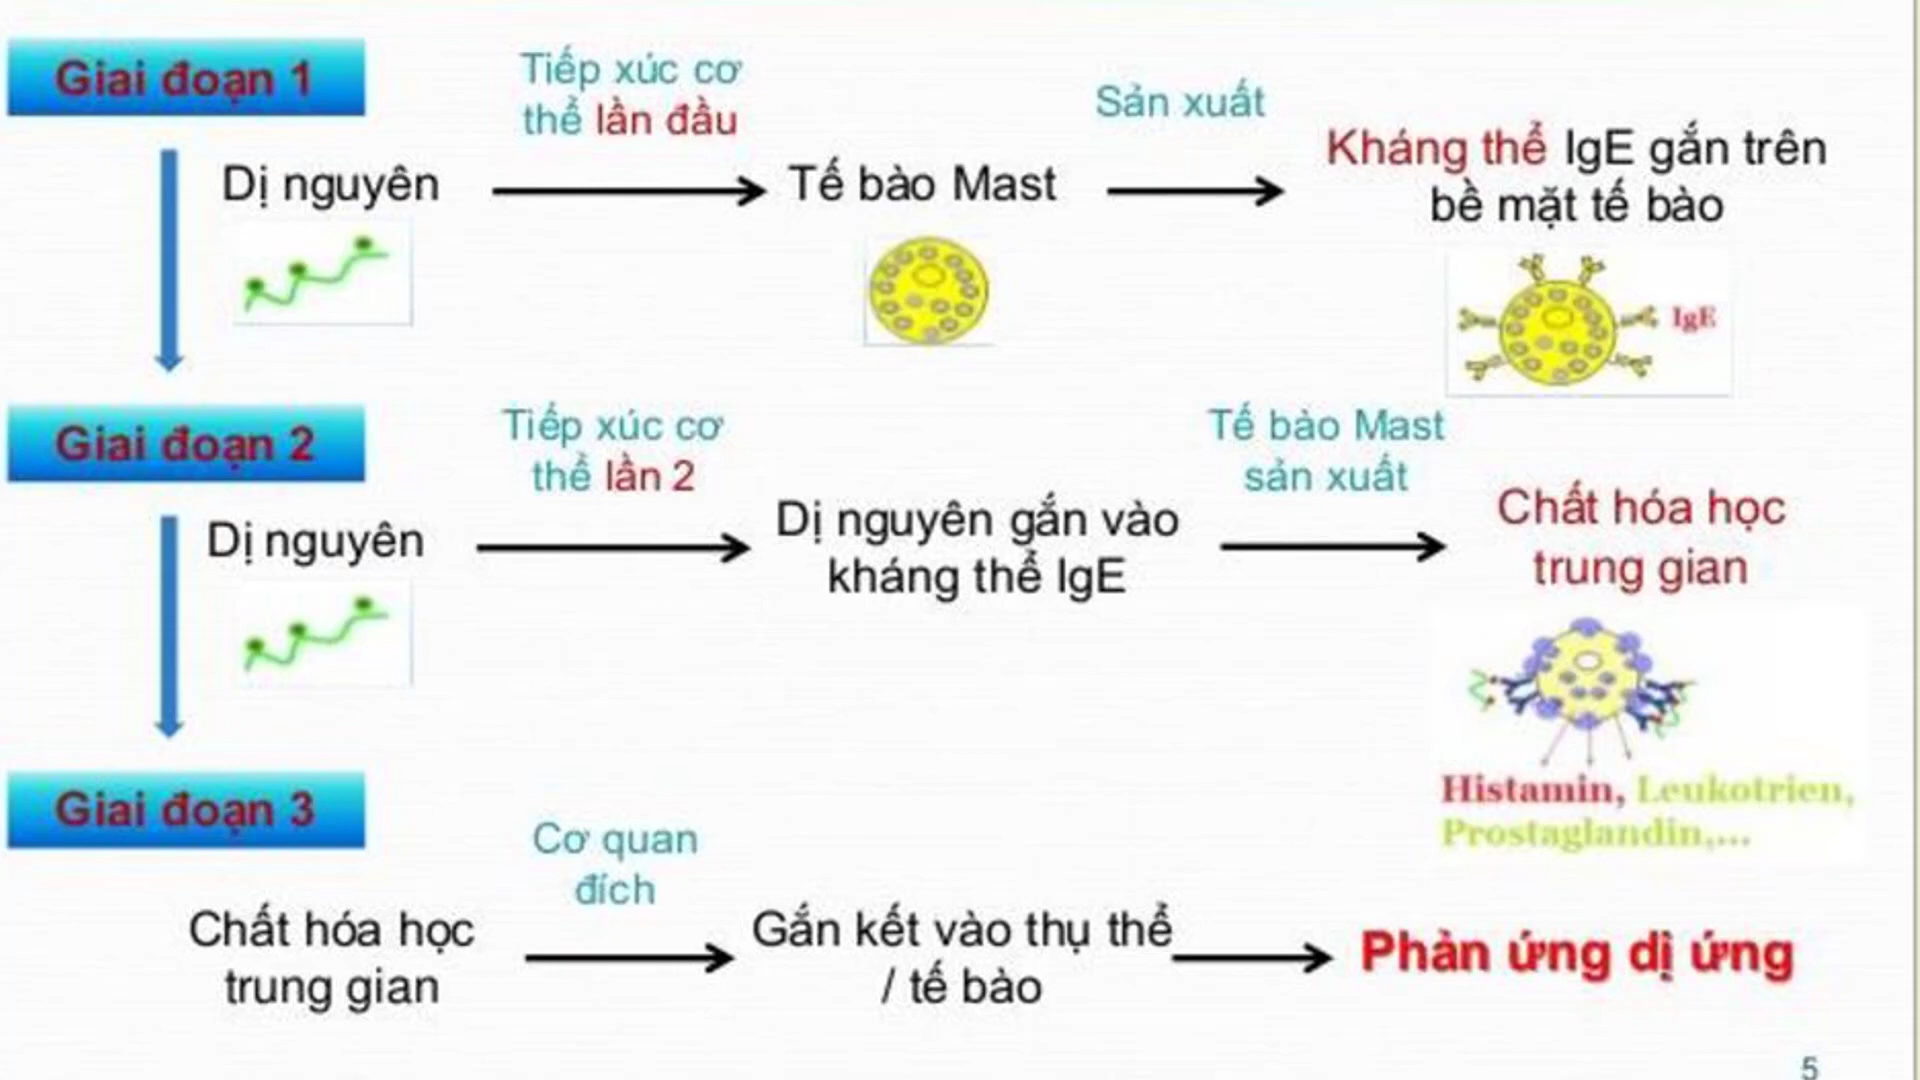 Giai đoạn 1
Tiếp xúc cơ
thể lần đầu
Sản xuất
Dị nguyên
Tế bào Mast
Kháng thể IgE gắn trên
bề mặt tế bào
IgE
Giai đoạn 2
Tiếp xúc cơ
thể lần 2
Tế bào Mast
sản xuất
Dị nguyên
Dị nguyên gắn vào
kháng thể IgE
Chất hóa học
trung gian
Histamin, Leukotrien,
Prostaglandin,...
Giai đoạn 3
Cơ quan
đích
Chất hóa học
trung gian
Gắn kết vào thụ thể
/ tế bào
Phản ứng dị ứng
5